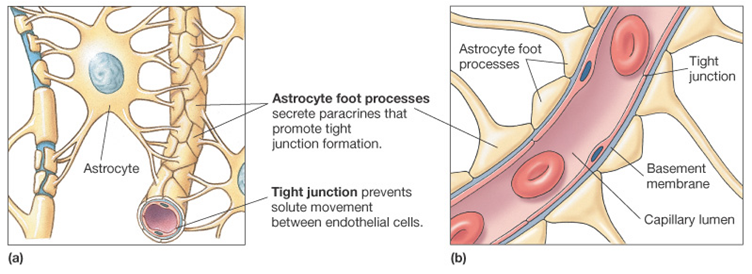 Astrocyte
(a)
Astrocyte foot processes
secrete paracrines that
promote tight
junction formation.
Tight junction prevents
solute movement
between endothelial cells.
Astrocyte foot
processes
Tight
junction
Basement
membrane
Capillary lumen
(b)